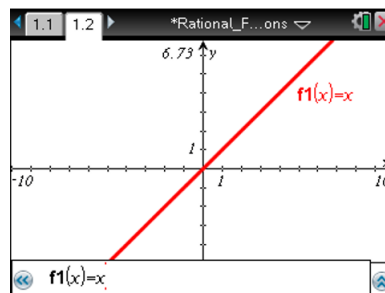 1.1 1.2 *Rational_F...ons
6.73 y
f1(x)=x
1
x
-10 1 10
f1(x)=x